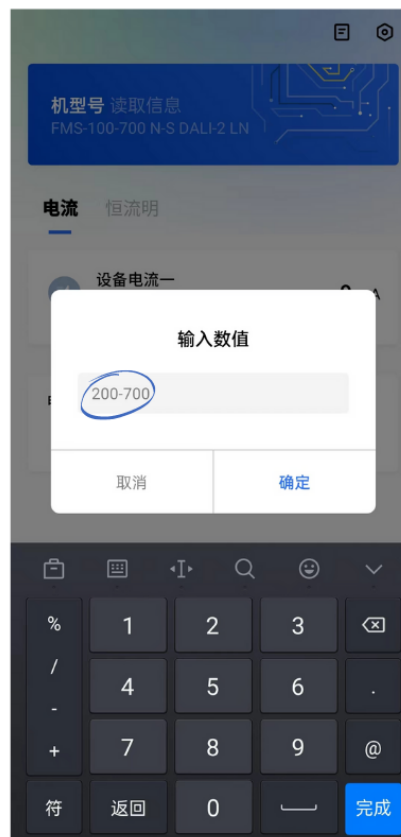 机型号 读取信息
FMS-100-700 N-S DALI-2 LN
电流 恒流明
设备电流一
输入数值
200-700
取消 确定
% 1 2 3
/ 4 5 6 .
-
+ 7 8 9 @
符 返回 0 完成